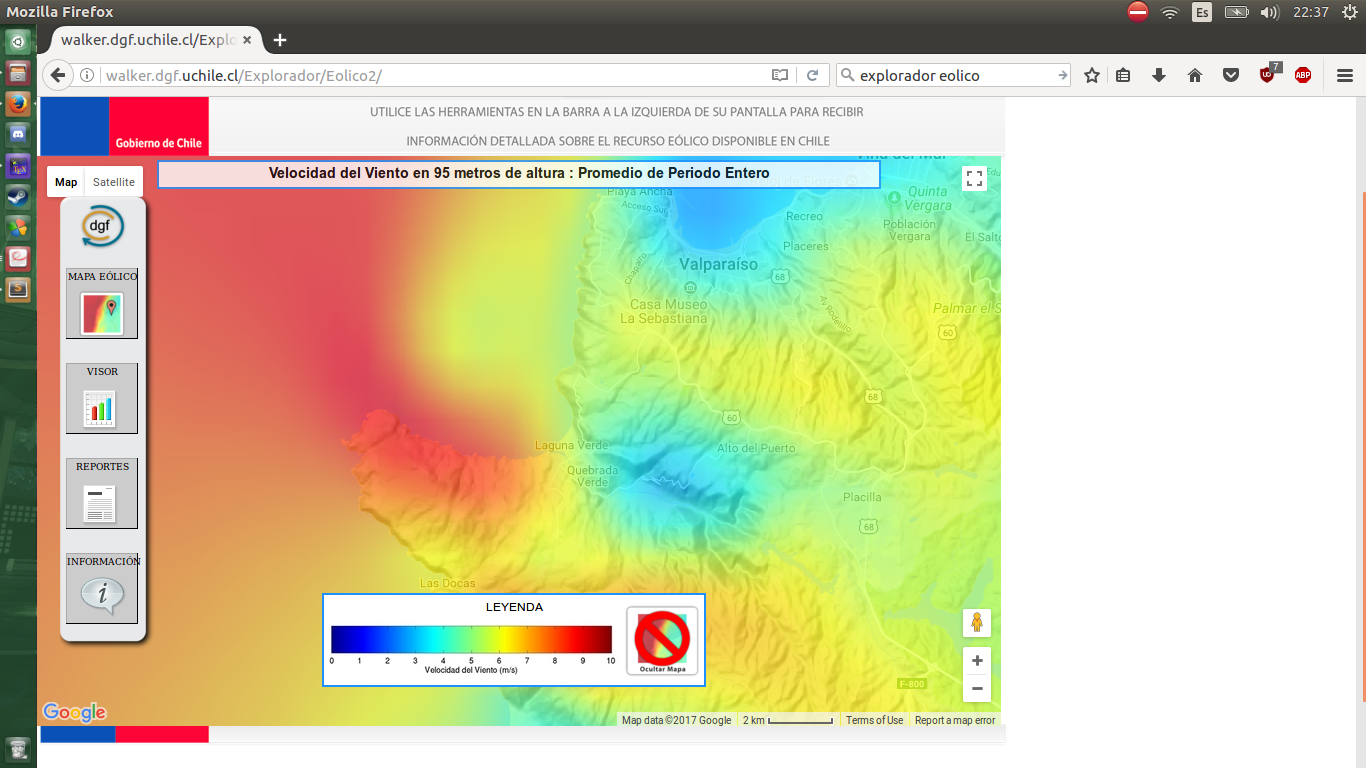 Mozilla Firefox
Es
22:37
walker.dgf.uchile.cl/Explo
walker.dgf.uchile.cl/Explorador/Eolico2/
explorador eolico
7
ABP
Gobierno de Chile
UTILICE LAS HERRAMIENTAS EN LA BARRA A LA IZQUIERDA DE SU PANTALLA PARA RECIBIR
INFORMACIÓN DETALLADA SOBRE EL RECURSO EÓLICO DISPONIBLE EN CHILE
Map
Satellite
Velocidad del Viento en 95 metros de altura : Promedio de Periodo Entero
dgf
MAPA EÓLICO
VISOR
REPORTES
INFORMACIÓN
Playa Ancha
Acceso Sur
Recreo
Quinta
Vergara
Población
Vergara
El Salto
Placeres
Valparaíso
68
Casa Museo
La Sebastiana
Palmar el S
60
68
60
Laguna Verde
Alto del Puerto
Quebrada
Verde
Placilla
68
Las Docas
LEYENDA
0 1 2 3 4 5 6 7 8 9 10
Velocidad del Viento (m/s)
Ocultar Mapa
F-800
Google
Map data ©2017 Google
2 km
Terms of Use
Report a map error